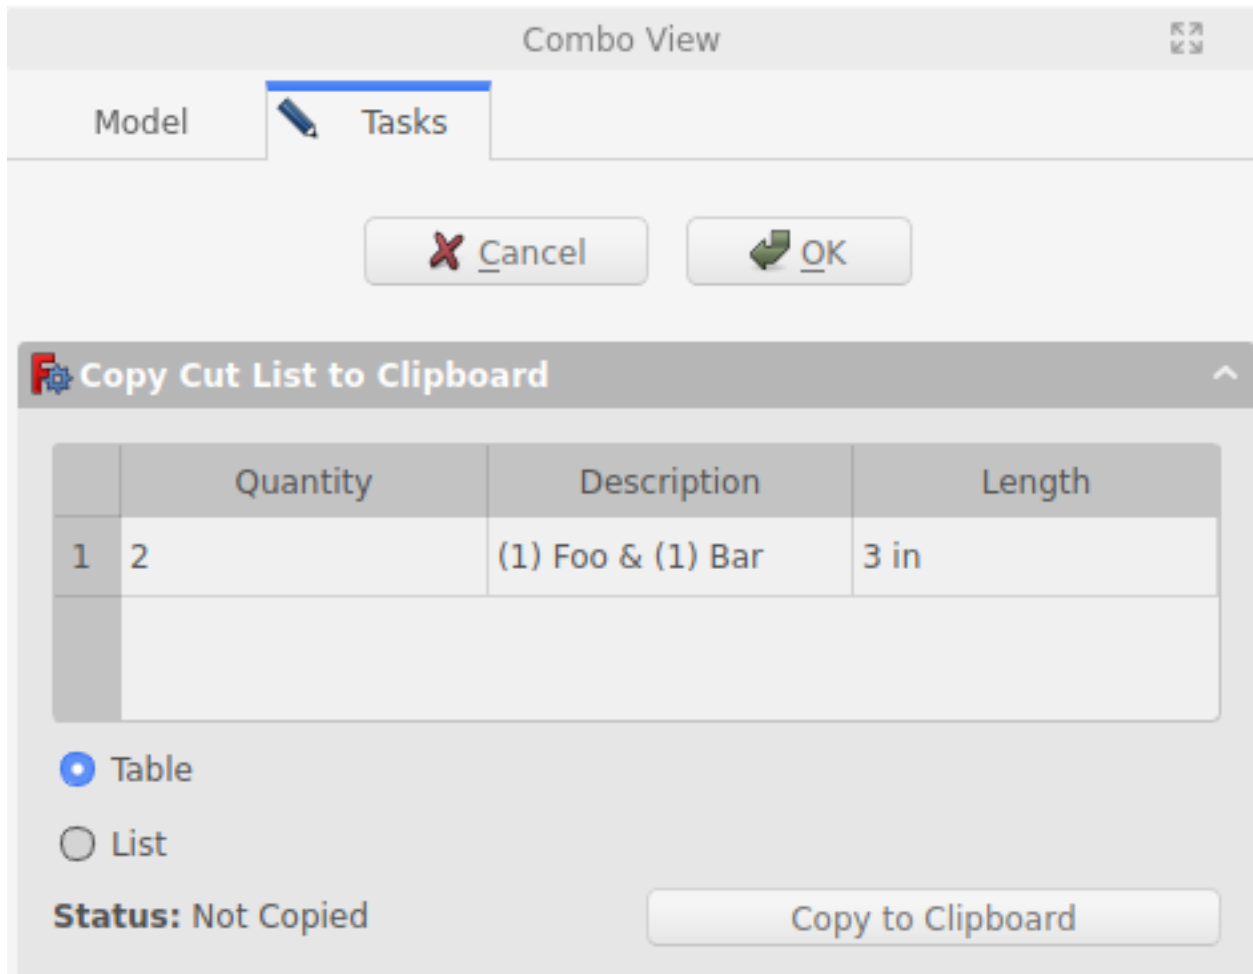 Combo View
Model Tasks
Cancel OK
Copy Cut List to Clipboard
Quantity Description Length
1 2 (1) Foo & (1) Bar 3 in
Table
List
Status: Not Copied Copy to Clipboard